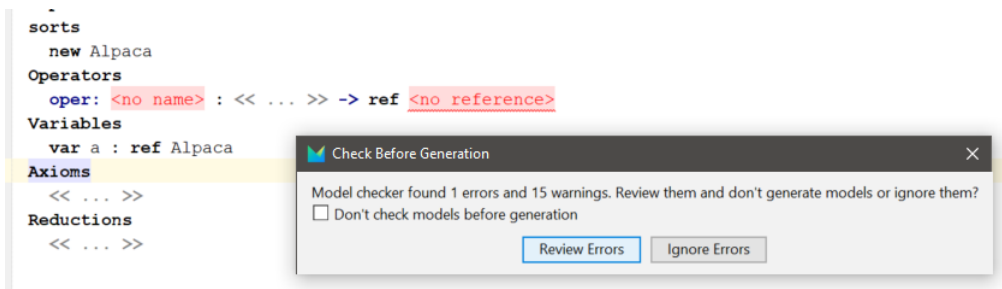 sorts
new Alpaca
Operators
oper: <no name> : << ... >> -> ref <no reference>
Variables
var a : ref Alpaca
Axioms
<< ... >>
Reductions
<< ... >>
Check Before Generation
Model checker found 1 errors and 15 warnings. Review them and don't generate models or ignore them?
Don't check models before generation
Review Errors
Ignore Errors